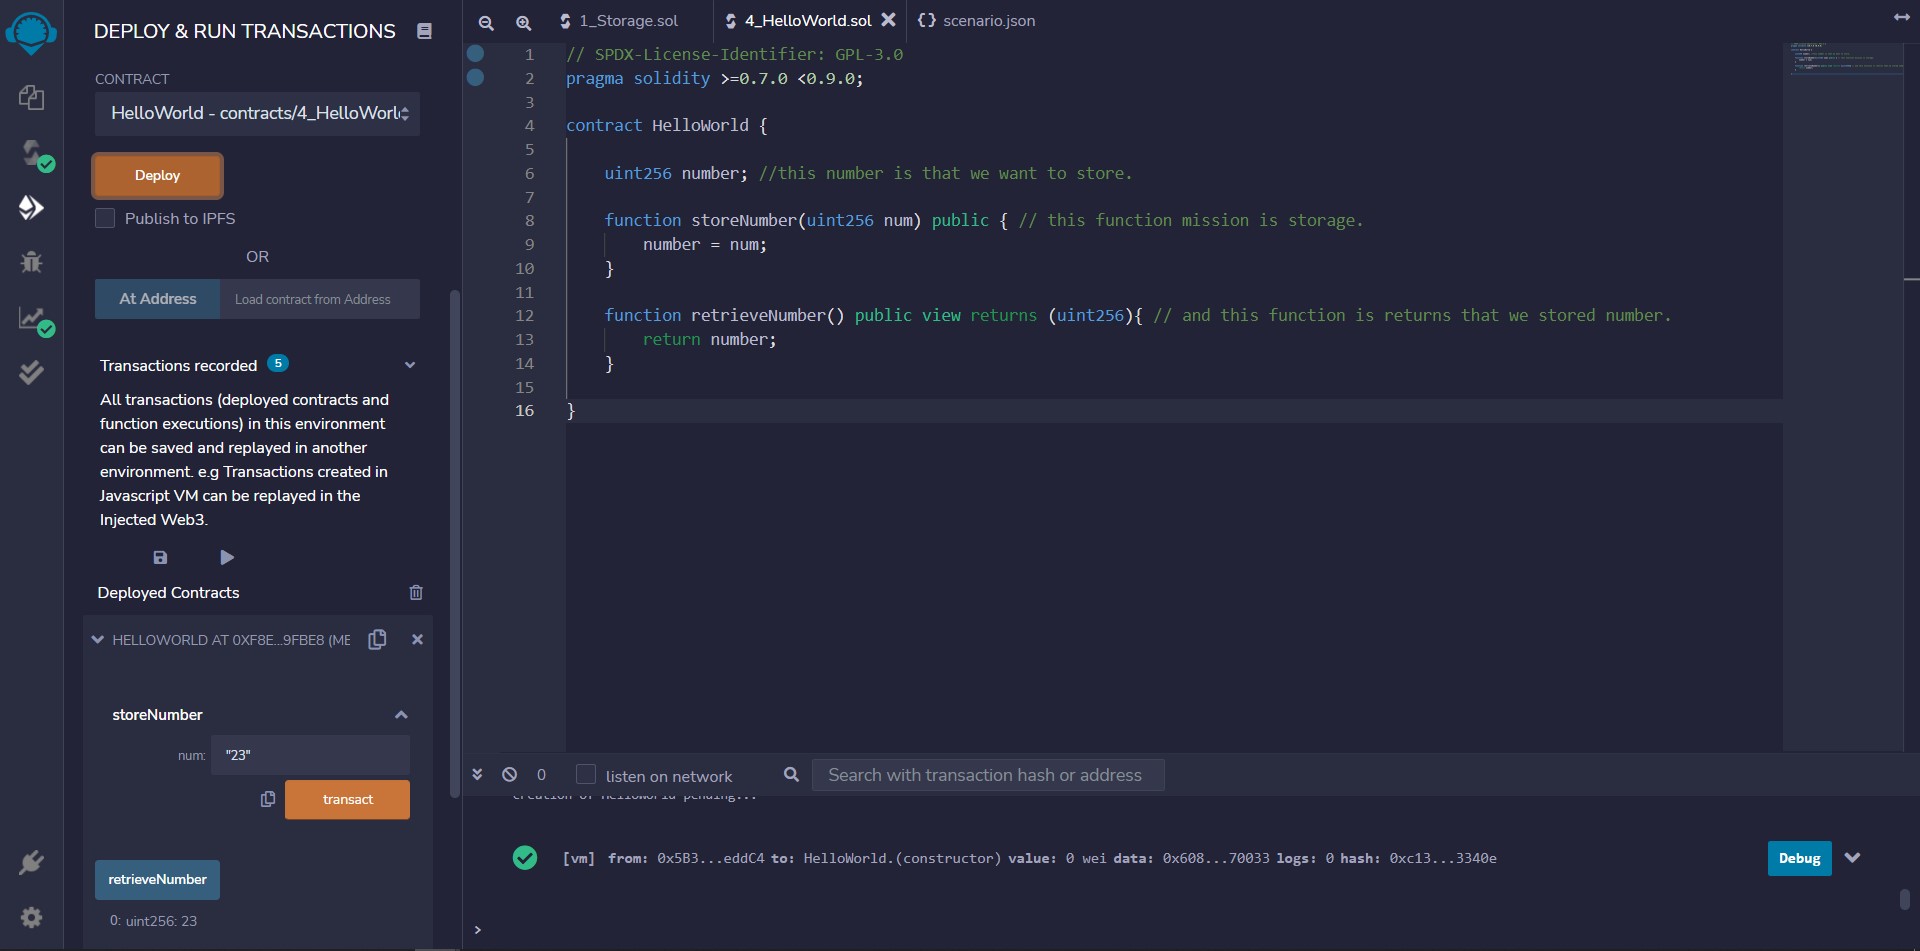 DEPLOY & RUN TRANSACTIONS
CONTRACT
HelloWorld - contracts/4_HelloWorl
Deploy
Publish to IPFS
OR
At Address Load contract from Address
Transactions recorded 5
All transactions (deployed contracts and
function executions) in this environment
can be saved and replayed in another
environment. e.g Transactions created in
Javascript VM can be replayed in the
Injected Web3.
Deployed Contracts
HELLOWORLD AT 0XF8E...9FBE8 (ME
storeNumber
num: "23"
transact
retrieveNumber
0: uint256: 23
1_Storage.sol 4_HelloWorld.sol {} scenario.json
1 // SPDX-License-Identifier: GPL-3.0
2 pragma solidity >=0.7.0 <0.9.0;
3
4 contract HelloWorld {
5
6 uint256 number; //this number is that we want to store.
7
8 function storeNumber(uint256 num) public { // this function mission is storage.
9 number = num;
10 }
11
12 function retrieveNumber() public view returns (uint256){ // and this function is returns that we stored number.
13 return number;
14 }
15
16 }
0 listen on network Search with transaction hash or address
creation of HelloWorld pending...
[vm] from: 0x5B3...eddC4 to: HelloWorld.(constructor) value: 0 wei data: 0x608...70033 logs: 0 hash: 0xc13...3340e
Debug
>